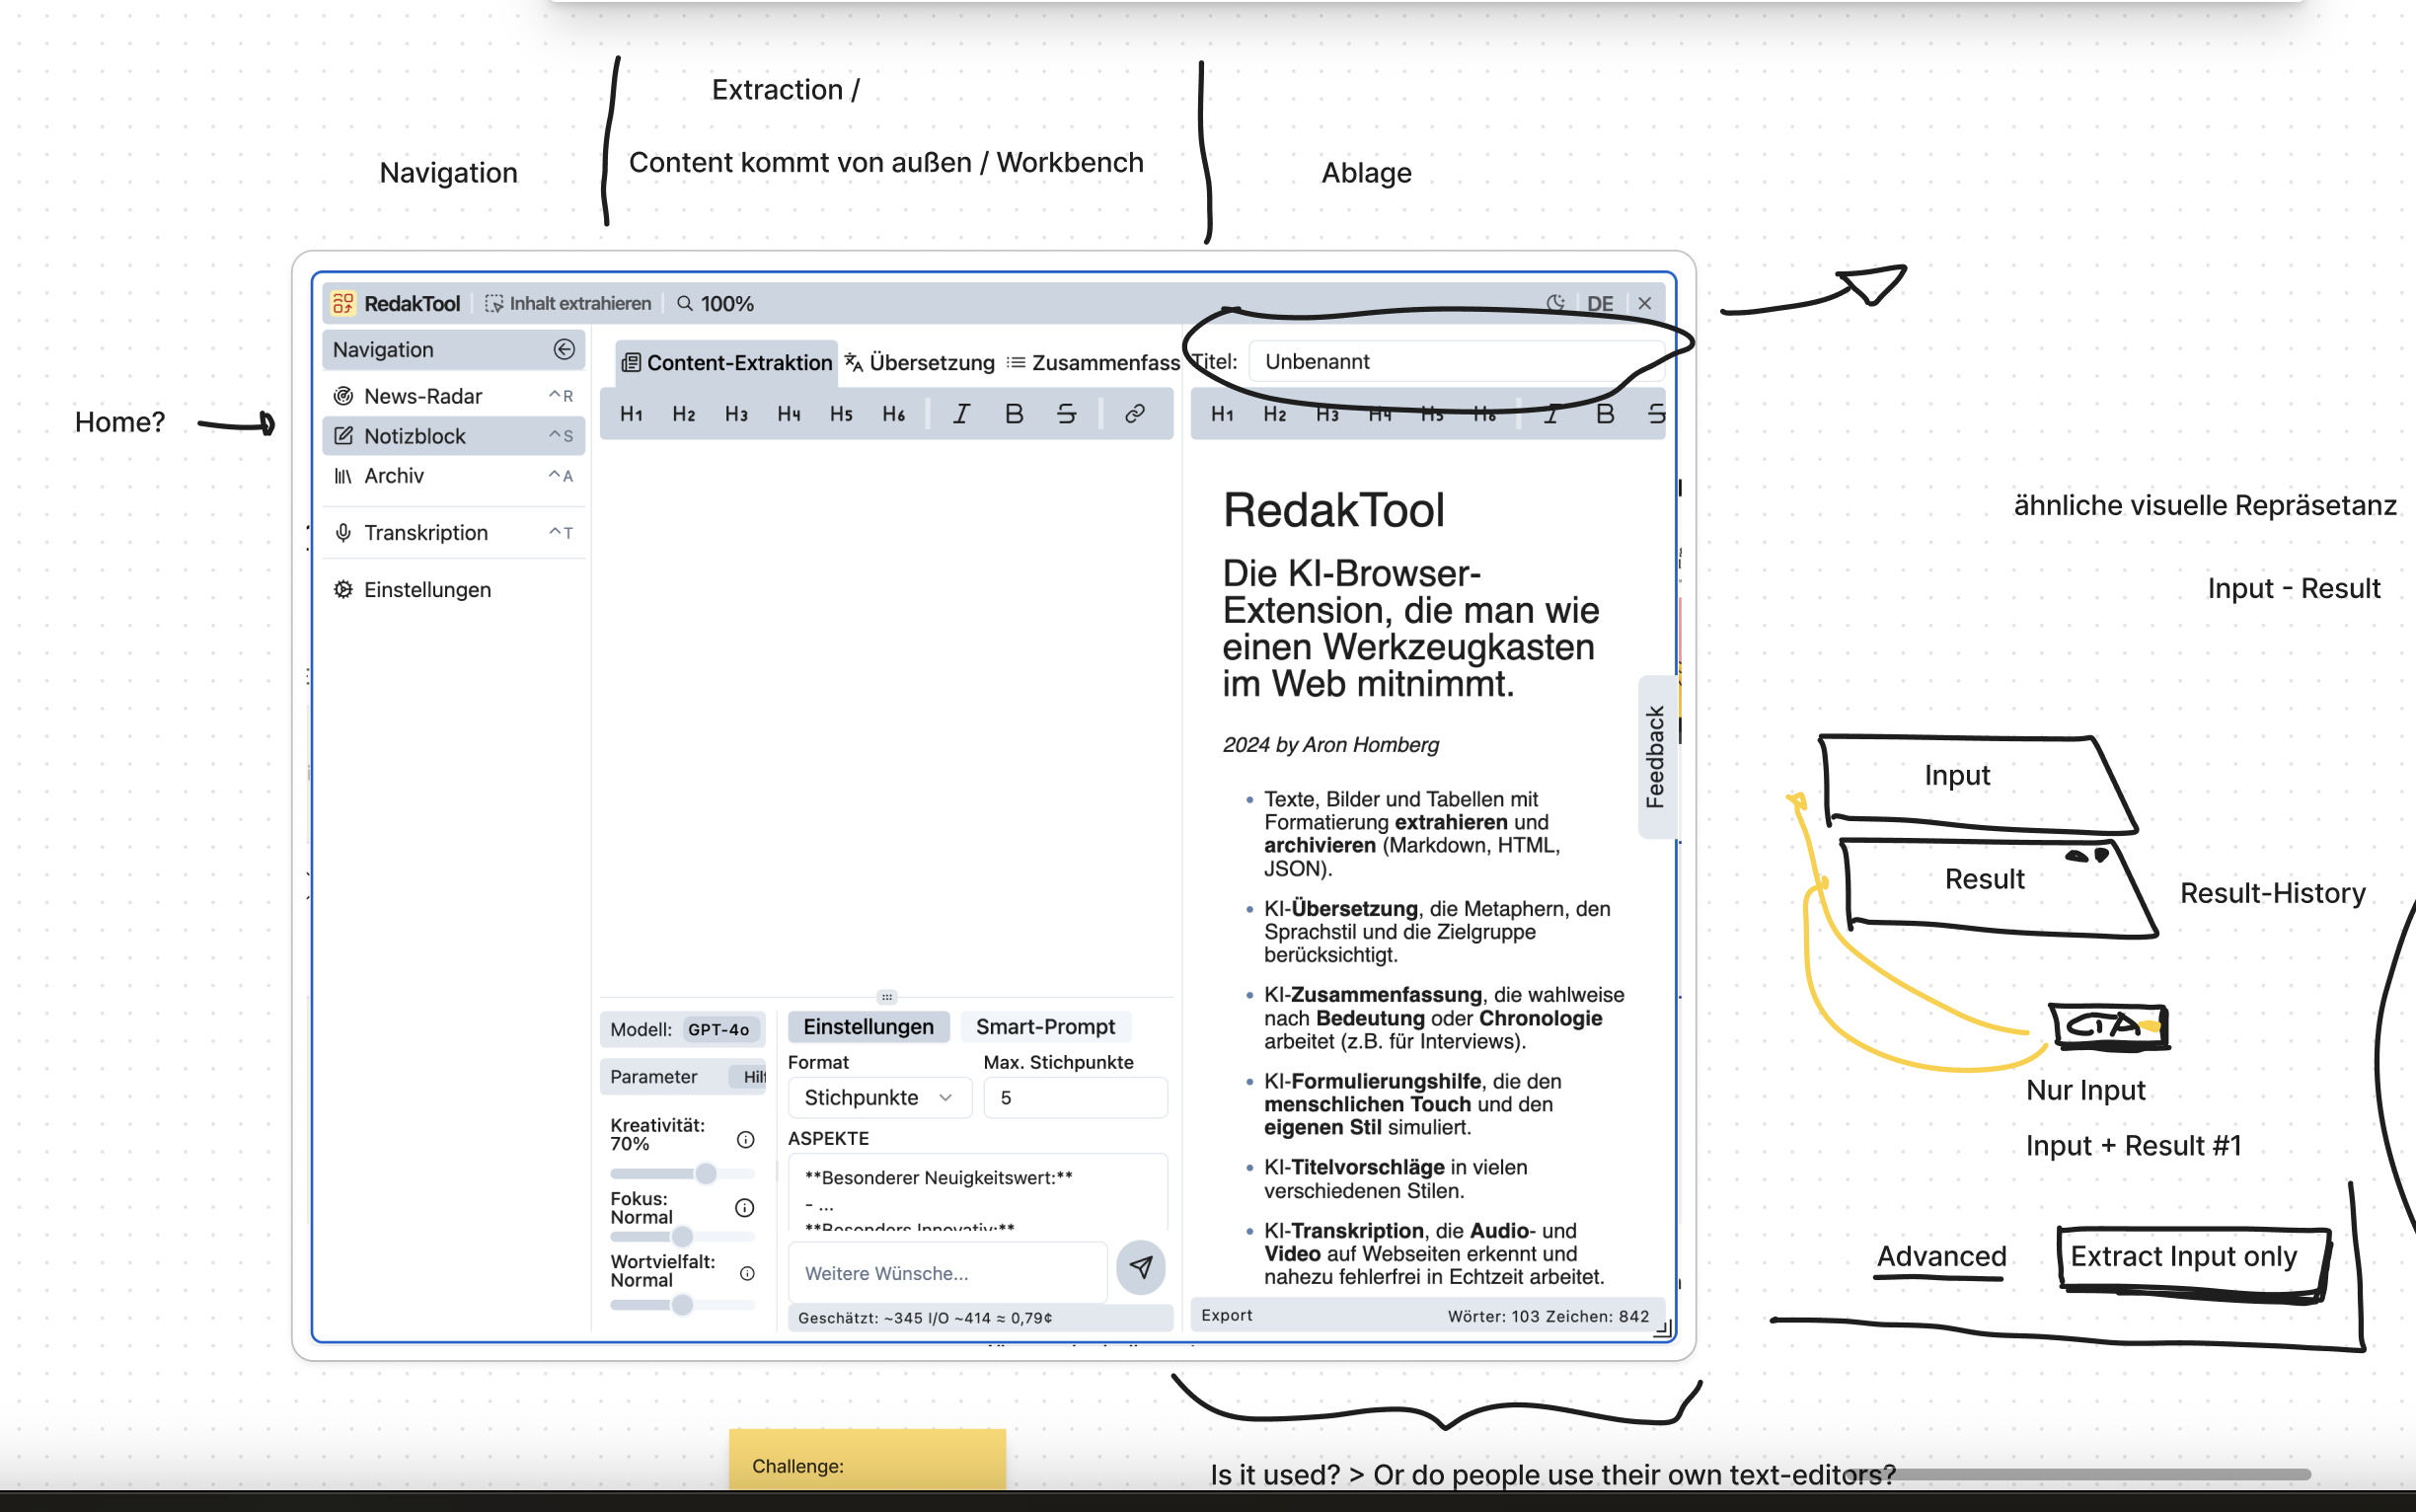 Extraction /
Navigation
Content kommt von außen / Workbench
Ablage
Home?
RedakTool
Inhalt extrahieren
100%
DE
Navigation
News-Radar ^R
Notizblock ^S
Archiv ^A
Transkription ^T
Einstellungen
Content-Extraktion
Übersetzung
Zusammenfass
H1 H2 H3 H4 H5 H6 I B S
Modell: GPT-4o
Parameter Hil
Kreativität:
70%
Fokus:
Normal
Wortvielfalt:
Normal
Einstellungen
Smart-Prompt
Format
Max. Stichpunkte
Stichpunkte
5
ASPEKTE
**Besonderer Neuigkeitswert:**
- ...
**Besonders Innovativ:**
Weitere Wünsche...
Geschätzt: ~345 I/O ~414 ≈ 0,79¢
Titel: Unbenannt
H1 H2 H3 H4 H5 H6 I B S
RedakTool
Die KI-Browser-
Extension, die man wie
einen Werkzeugkasten
im Web mitnimmt.
2024 by Aron Homberg
• Texte, Bilder und Tabellen mit
Formatierung extrahieren und
archivieren (Markdown, HTML,
JSON).
• KI-Übersetzung, die Metaphern, den
Sprachstil und die Zielgruppe
berücksichtigt.
• KI-Zusammenfassung, die wahlweise
nach Bedeutung oder Chronologie
arbeitet (z.B. für Interviews).
• KI-Formulierungshilfe, die den
menschlichen Touch und den
eigenen Stil simuliert.
• KI-Titelvorschläge in vielen
verschiedenen Stilen.
• KI-Transkription, die Audio- und
Video auf Webseiten erkennt und
nahezu fehlerfrei in Echtzeit arbeitet.
Export
Wörter: 103 Zeichen: 842
Feedback
ähnliche visuelle Repräsetanz
Input - Result
Input
Result
Result-History
CTA
Nur Input
Input + Result #1
Advanced
Extract Input only
Challenge:
Is it used? > Or do people use their own text-editors?